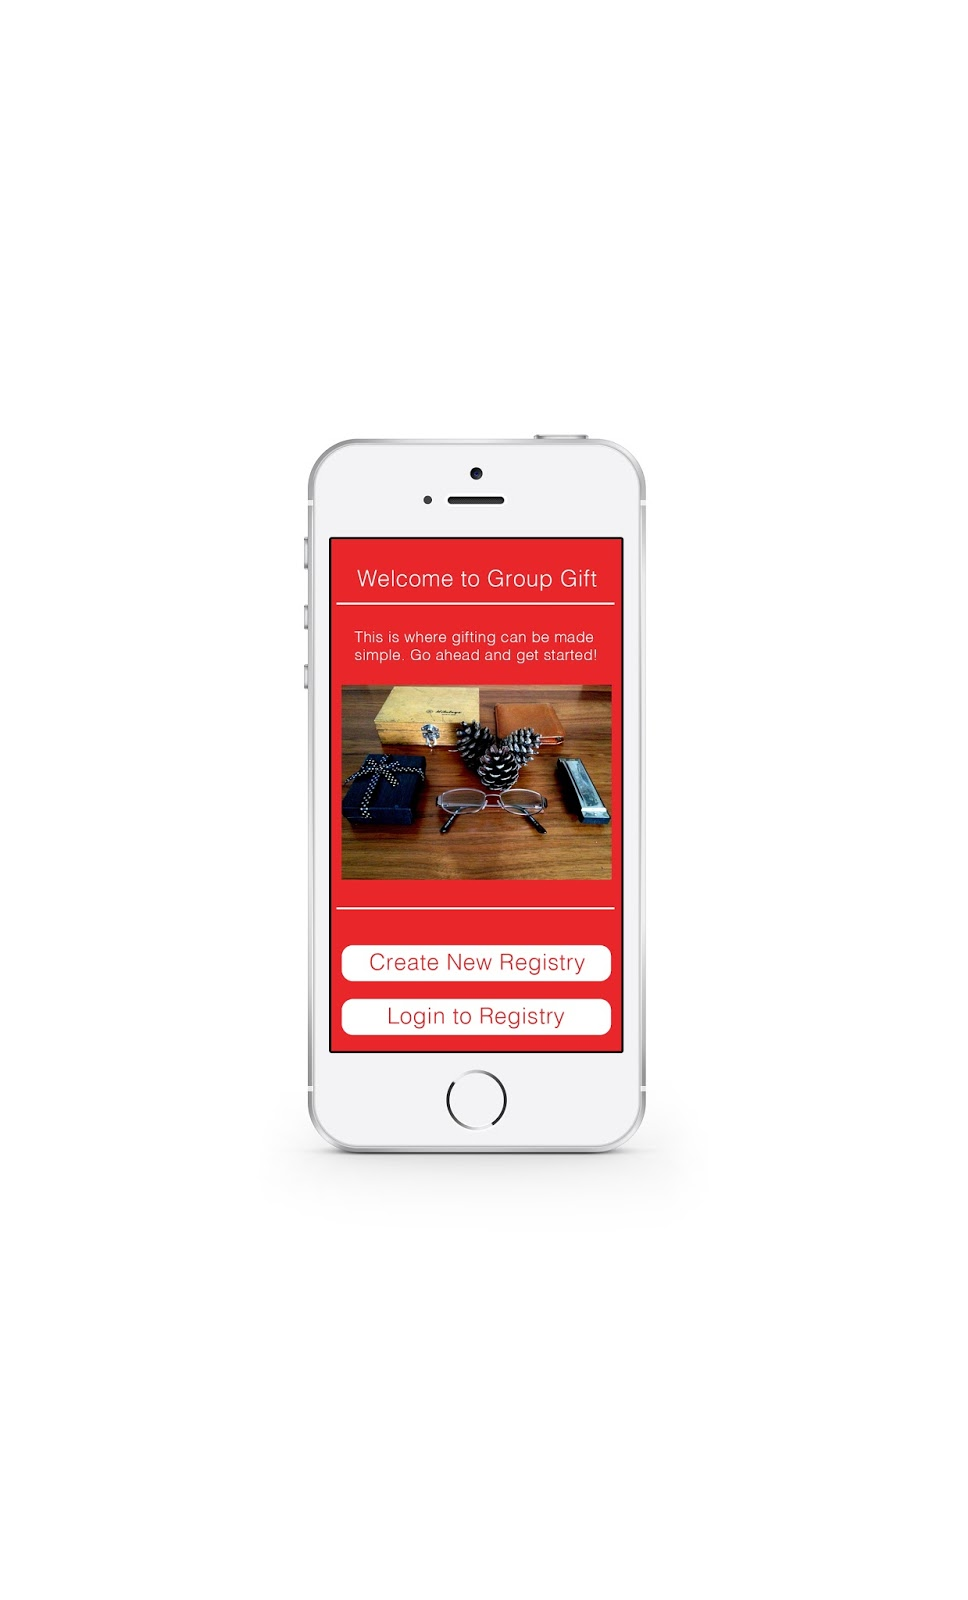 Welcome to Group Gift
This is where gifting can be made
simple. Go ahead and get started!
Create New Registry
Login to Registry